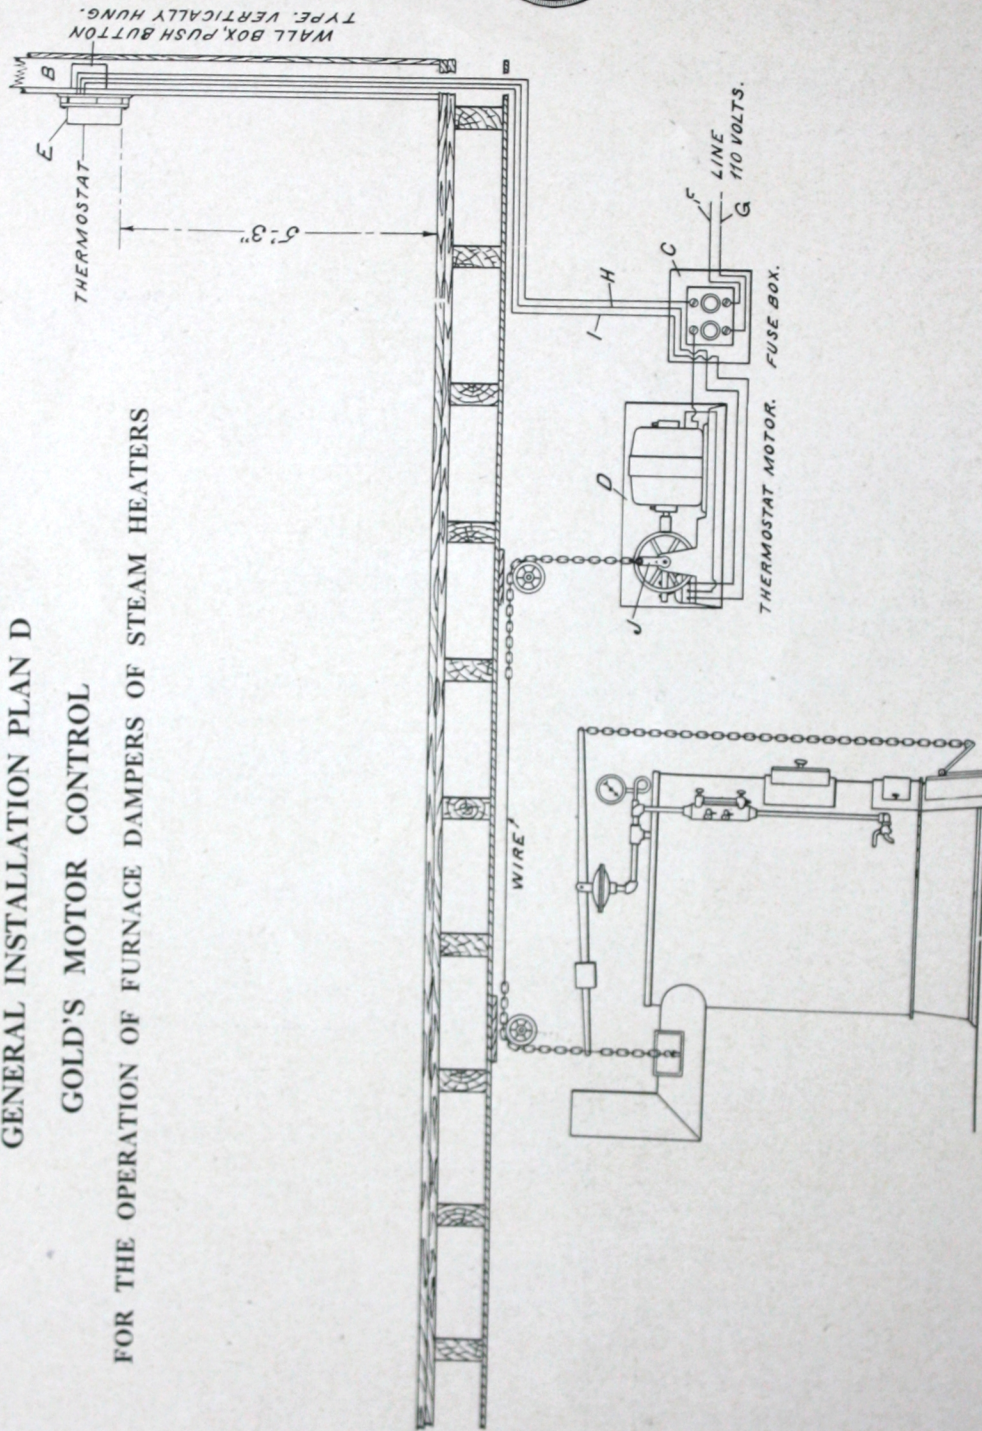 GENERAL INSTALLATION PLAN D
GOLD'S MOTOR CONTROL
FOR THE OPERATION OF FURNACE DAMPERS OF STEAM HEATERS
WALL BOX, PUSH BUTTON
TYPE. VERTICALLY HUNG.
B
E
THERMOSTAT
5'-3"
H
I
C
F
G
LINE
110 VOLTS.
FUSE BOX.
D
J
THERMOSTAT MOTOR.
WIRE